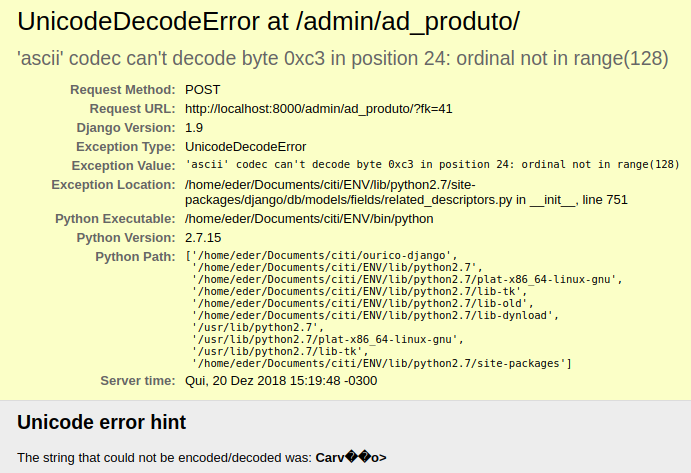 UnicodeDecodeError at /admin/ad_produto/
'ascii' codec can't decode byte 0xc3 in position 24: ordinal not in range(128)
Request Method: POST
Request URL: http://localhost:8000/admin/ad_produto/?fk=41
Django Version: 1.9
Exception Type: UnicodeDecodeError
Exception Value: 'ascii' codec can't decode byte 0xc3 in position 24: ordinal not in range(128)
Exception Location: /home/eder/Documents/citi/ENV/lib/python2.7/site-
packages/django/db/models/fields/related_descriptors.py in __init__, line 751
Python Executable: /home/eder/Documents/citi/ENV/bin/python
Python Version: 2.7.15
Python Path: ['/home/eder/Documents/citi/ourico-django',
'/home/eder/Documents/citi/ENV/lib/python2.7',
'/home/eder/Documents/citi/ENV/lib/python2.7/plat-x86_64-linux-gnu',
'/home/eder/Documents/citi/ENV/lib/python2.7/lib-tk',
'/home/eder/Documents/citi/ENV/lib/python2.7/lib-old',
'/home/eder/Documents/citi/ENV/lib/python2.7/lib-dynload',
'/usr/lib/python2.7',
'/usr/lib/python2.7/plat-x86_64-linux-gnu',
'/usr/lib/python2.7/lib-tk',
'/home/eder/Documents/citi/ENV/lib/python2.7/site-packages']
Server time: Qui, 20 Dez 2018 15:19:48 -0300
Unicode error hint
The string that could not be encoded/decoded was: Carv��o>